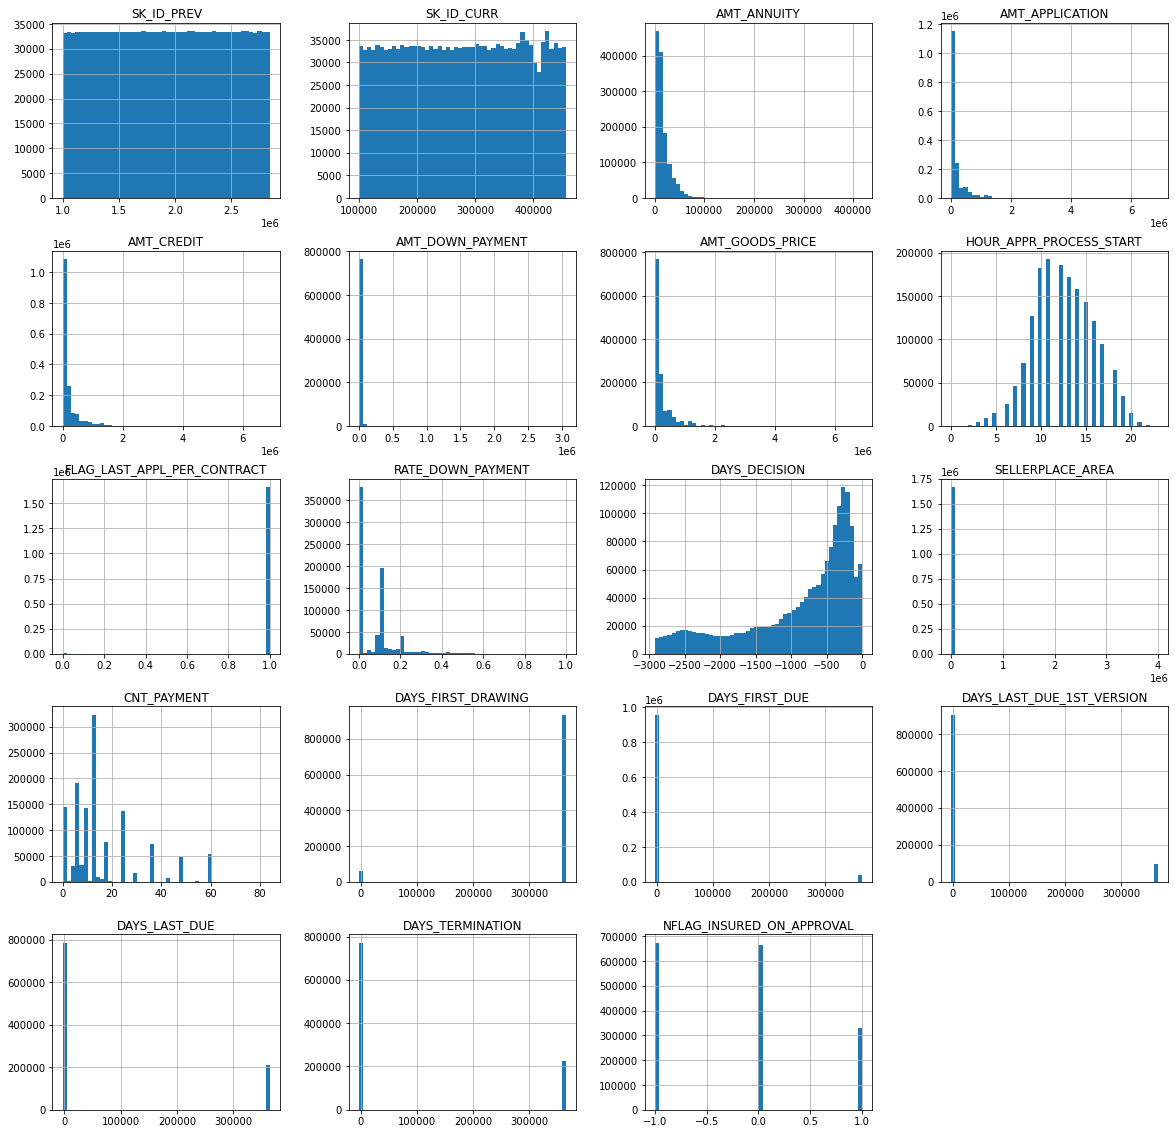 SK_ID_PREV
35000
30000
25000
20000
15000
10000
5000
0
1.0 1.5 2.0 2.5
1e6
SK_ID_CURR
35000
30000
25000
20000
15000
10000
5000
0
100000 200000 300000 400000
AMT_ANNUITY
400000
300000
200000
100000
0
0 100000 200000 300000 400000
AMT_APPLICATION
1e6
1.2
1.0
0.8
0.6
0.4
0.2
0.0
0 2 4 6
1e6
AMT_CREDIT
1e6
1.0
0.8
0.6
0.4
0.2
0.0
0 2 4 6
1e6
AMT_DOWN_PAYMENT
800000
600000
400000
200000
0
0.0 0.5 1.0 1.5 2.0 2.5 3.0
1e6
AMT_GOODS_PRICE
800000
600000
400000
200000
0
0 2 4 6
1e6
HOUR_APPR_PROCESS_START
200000
150000
100000
50000
0
0 5 10 15 20
FLAG_LAST_APPL_PER_CONTRACT
1e6
1.50
1.25
1.00
0.75
0.50
0.25
0.00
0.0 0.2 0.4 0.6 0.8 1.0
RATE_DOWN_PAYMENT
350000
300000
250000
200000
150000
100000
50000
0
0.0 0.2 0.4 0.6 0.8 1.0
DAYS_DECISION
120000
100000
80000
60000
40000
20000
0
−3000 −2500 −2000 −1500 −1000 −500 0
SELLERPLACE_AREA
1e6
1.75
1.50
1.25
1.00
0.75
0.50
0.25
0.00
0 1 2 3 4
1e6
CNT_PAYMENT
300000
250000
200000
150000
100000
50000
0
0 20 40 60 80
DAYS_FIRST_DRAWING
800000
600000
400000
200000
0
0 100000 200000 300000
DAYS_FIRST_DUE
1e6
1.0
0.8
0.6
0.4
0.2
0.0
0 100000 200000 300000
DAYS_LAST_DUE_1ST_VERSION
800000
600000
400000
200000
0
0 100000 200000 300000
DAYS_LAST_DUE
800000
600000
400000
200000
0
0 100000 200000 300000
DAYS_TERMINATION
800000
600000
400000
200000
0
0 100000 200000 300000
NFLAG_INSURED_ON_APPROVAL
700000
600000
500000
400000
300000
200000
100000
0
−1.0 −0.5 0.0 0.5 1.0